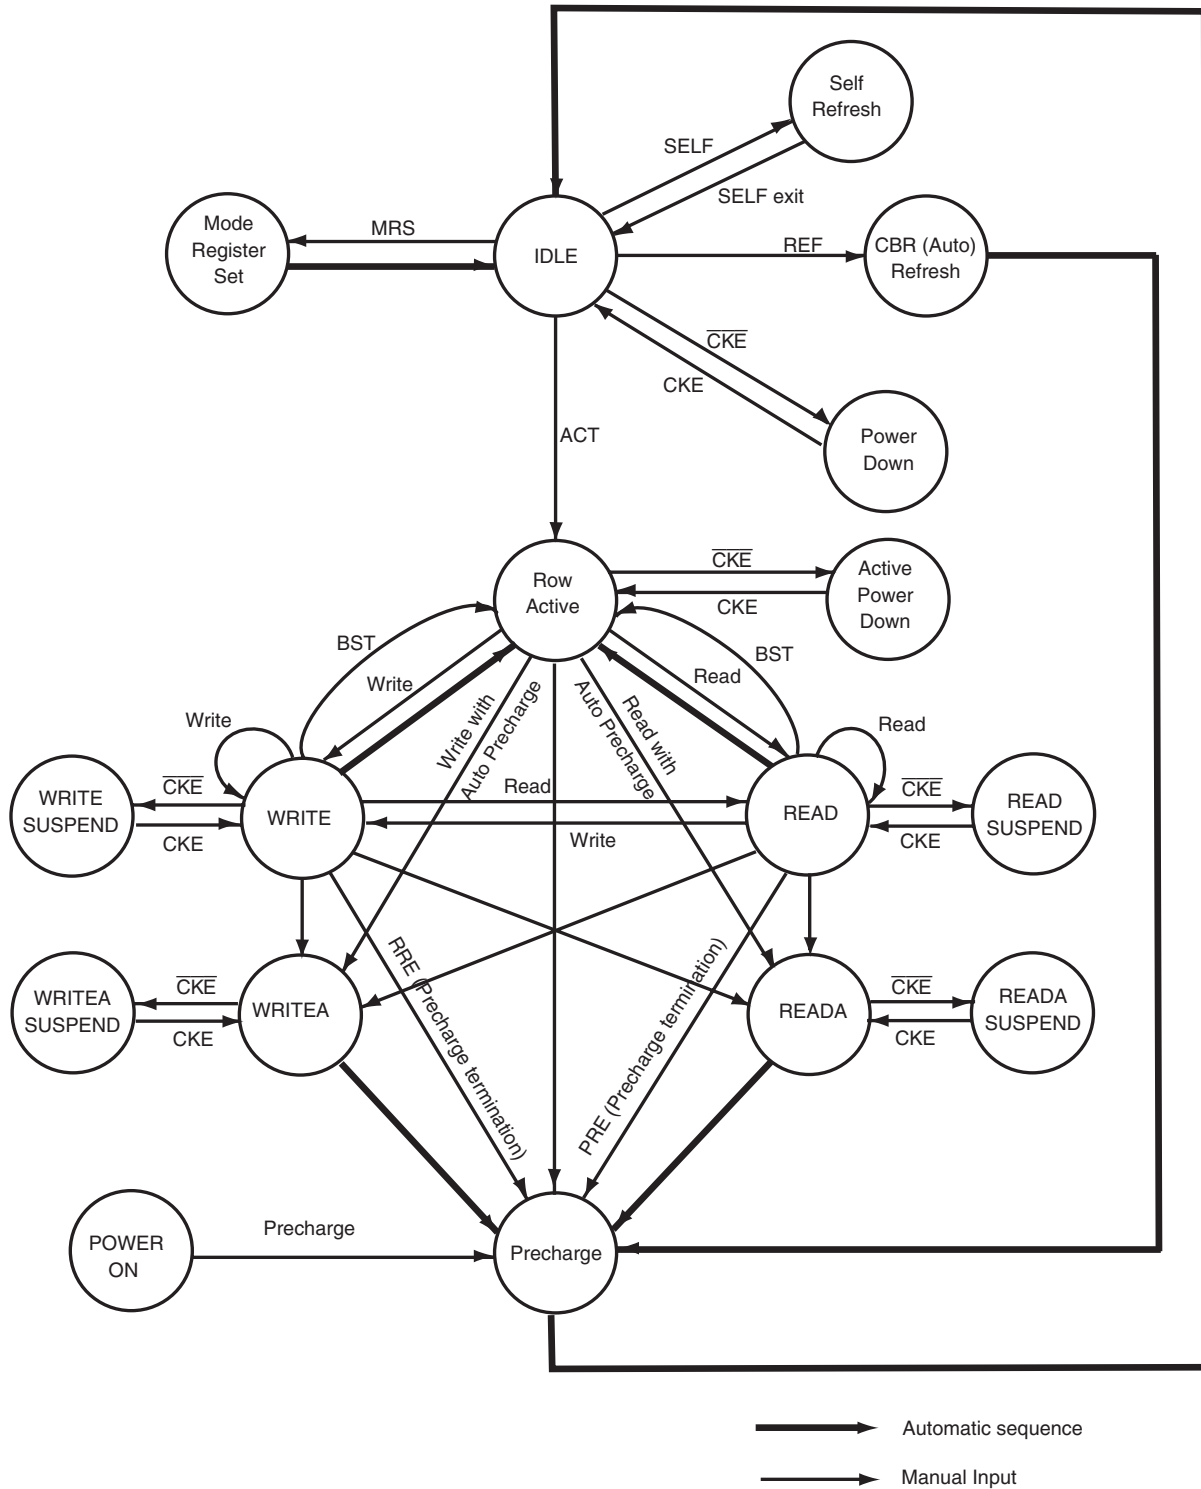 Self
Refresh
SELF
SELF exit
Mode
Register
Set
MRS
IDLE
REF
CBR (Auto)
Refresh
CKE
CKE
Power
Down
ACT
Row
Active
CKE
CKE
Active
Power
Down
BST
BST
Write
Read
Write with
Auto Precharge
Read with
Auto Precharge
Write
Read
WRITE
SUSPEND
CKE
CKE
WRITE
Read
Write
READ
CKE
CKE
READ
SUSPEND
RRE (Precharge termination)
PRE (Precharge termination)
WRITEA
SUSPEND
CKE
CKE
WRITEA
READA
CKE
CKE
READA
SUSPEND
POWER
ON
Precharge
Precharge
Automatic sequence
Manual Input